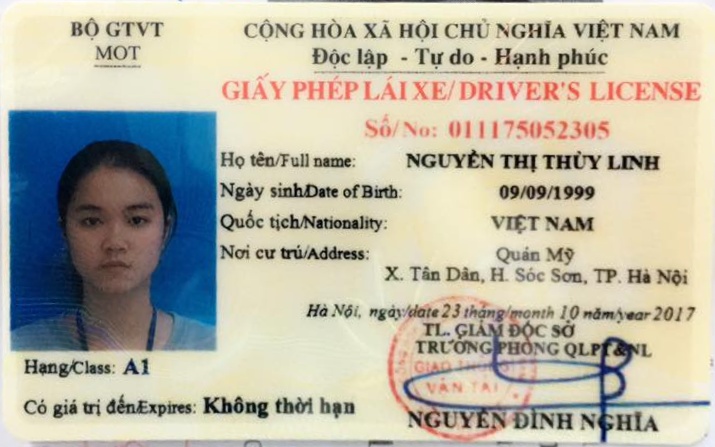 BỘ GTVT
MOT
CỘNG HÒA XÃ HỘI CHỦ NGHĨA VIỆT NAM
Độc lập - Tự do - Hạnh phúc
GIẤY PHÉP LÁI XE/ DRIVER'S LICENSE
Số/No: 011175052305
Họ tên/Full name: NGUYỄN THỊ THÙY LINH
Ngày sinh/Date of Birth: 09/09/1999
Quốc tịch/Nationality: VIỆT NAM
Nơi cư trú/Address: Quán Mỹ
X. Tân Dân, H. Sóc Sơn, TP. Hà Nội
Hà Nội, ngày/date 23 tháng/month 10 năm/year 2017
TL. GIÁM ĐỐC SỞ
TRƯỞNG PHÒNG QLPT&NL
GIAO THÔNG
VẬN TẢI
Hạng/Class: A1
Có giá trị đến/Expires: Không thời hạn
NGUYỄN ĐÌNH NGHĨA